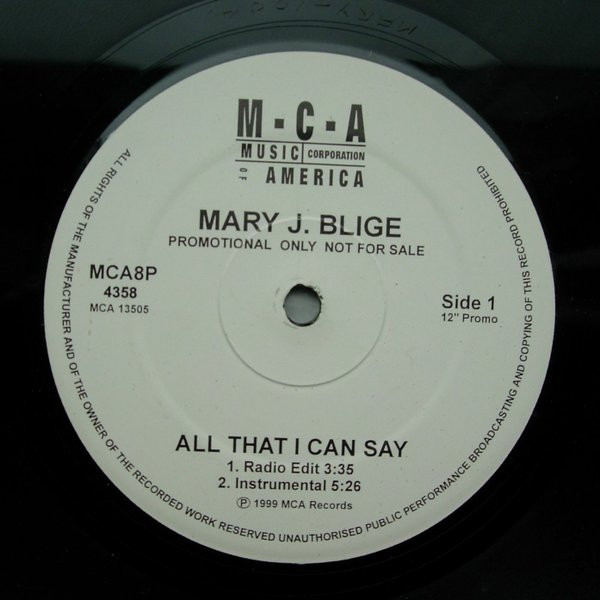 M·C·A
MUSIC CORPORATION
OF AMERICA
MARY J. BLIGE
PROMOTIONAL ONLY NOT FOR SALE
MCA8P
4358
MCA 13505
Side 1
12" Promo
ALL THAT I CAN SAY
1. Radio Edit 3:35
2. Instrumental 5:26
℗ 1999 MCA Records
ALL RIGHTS OF THE MANUFACTURER AND OF THE OWNER OF THE RECORDED WORK RESERVED UNAUTHORISED PUBLIC PERFORMANCE BROADCASTING AND COPYING OF THIS RECORD PROHIBITED